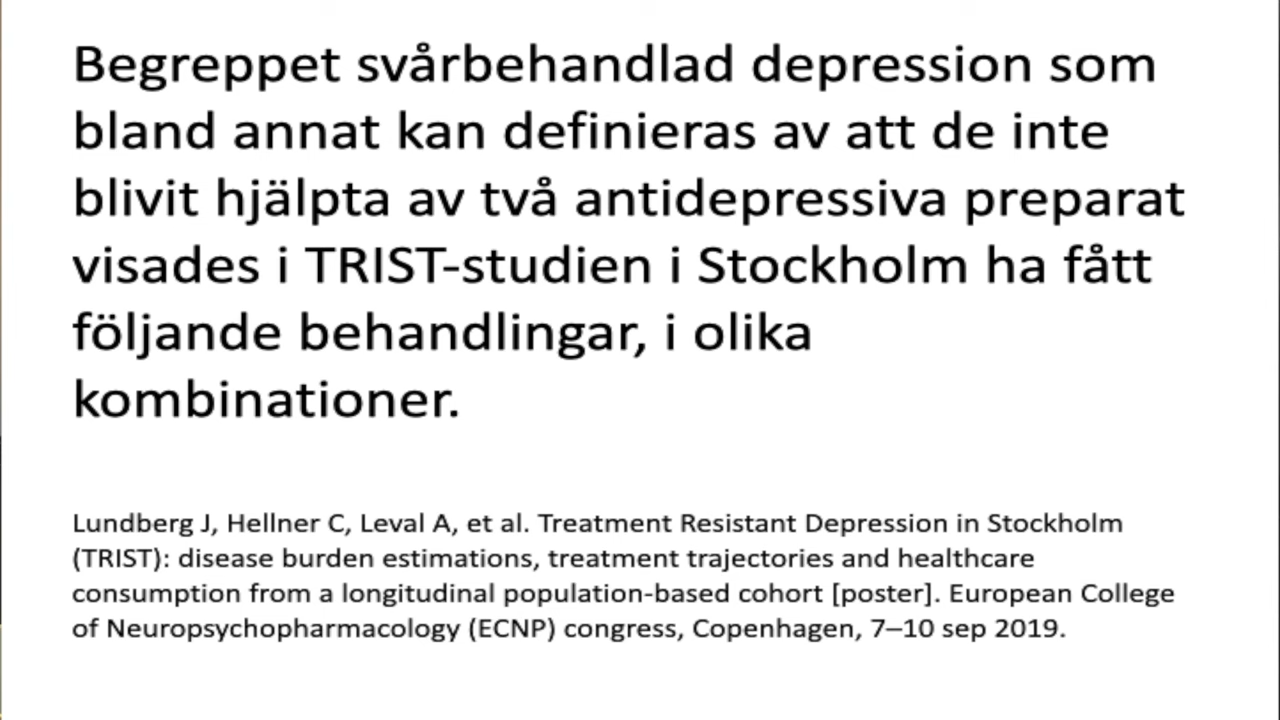 Begreppet svårbehandlad depression som
bland annat kan definieras av att de inte
blivit hjälpta av två antidepressiva preparat
visades i TRIST-studien i Stockholm ha fått
följande behandlingar, i olika
kombinationer.
Lundberg J, Hellner C, Leval A, et al. Treatment Resistant Depression in Stockholm
(TRIST): disease burden estimations, treatment trajectories and healthcare
consumption from a longitudinal population-based cohort [poster]. European College
of Neuropsychopharmacology (ECNP) congress, Copenhagen, 7–10 sep 2019.